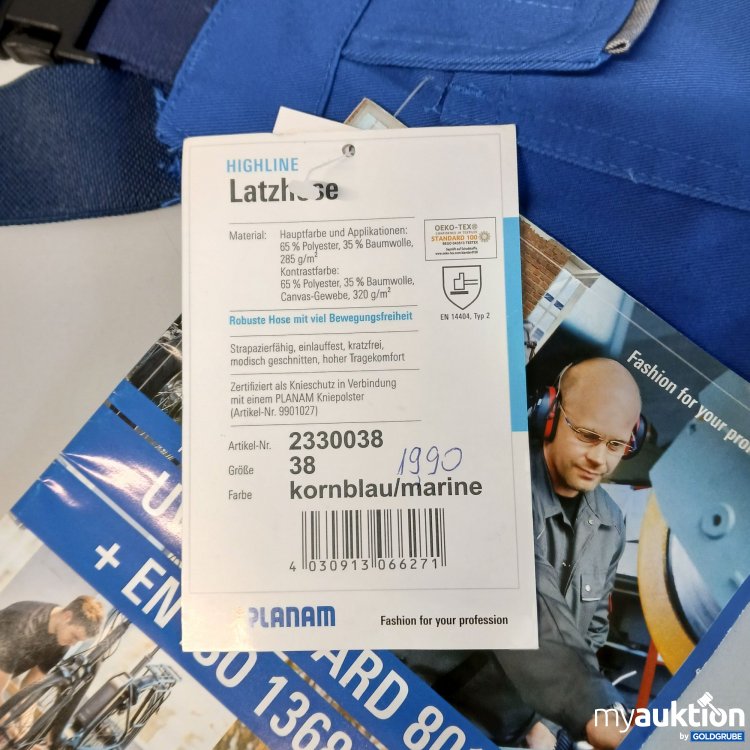 HIGHLINE
Latzhose
Material: Hauptfarbe und Applikationen:
65 % Polyester, 35 % Baumwolle,
285 g/m²
Kontrastfarbe:
65 % Polyester, 35 % Baumwolle,
Canvas-Gewebe, 320 g/m²
OEKO-TEX®
STANDARD 100
EN 14404, Typ 2
Robuste Hose mit viel Bewegungsfreiheit
Strapazierfähig, einlauffest, kratzfrei,
modisch geschnitten, hoher Tragekomfort
Zertifiziert als Knieschutz in Verbindung
mit einem PLANAM Kniepolster
(Artikel-Nr. 9901027)
Artikel-Nr. 2330038
Größe 38
1990
Farbe kornblau/marine
4 030913 066271
PLANAM
Fashion for your profession
Fashion for your pro
+ EN
ARD 80
SO 1368
myauktion
by GOLDGRUBE